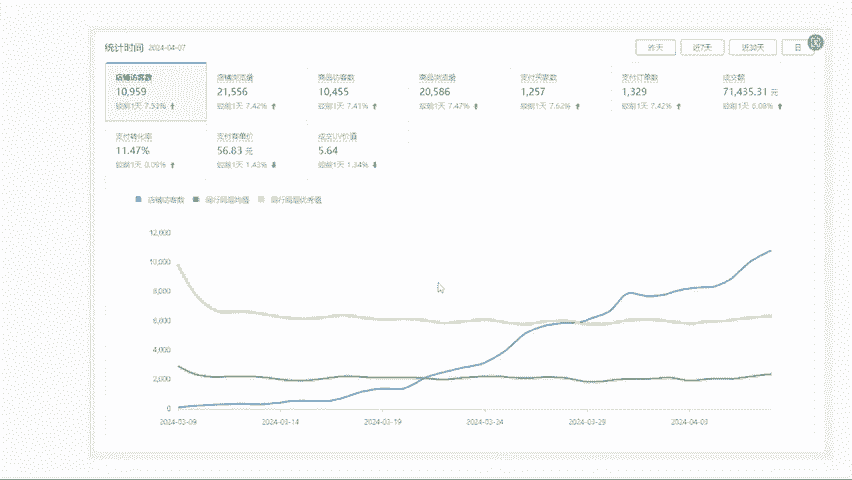 统计时间 2024-04-07
昨天 近7天 近30天 日
店铺访客数 店铺浏览量 商品访客数 商品浏览量 支付买家数 支付订单数 成交额
10,959 21,556 10,455 20,586 1,257 1,329 71,435.31 元
较前1天 7.53% 较前1天 7.42% 较前1天 7.41% 较前1天 7.47% 较前1天 7.62% 较前1天 7.42% 较前1天 6.08%
支付转化率 支付客单价 成交UV价值
11.47% 56.83 元 5.64
较前1天 0.09% 较前1天 1.43% 较前1天 1.34%
店铺访客数 同行同层均值 同行同层优秀值
12,000
10,000
8,000
6,000
4,000
2,000
0
2024-03-09 2024-03-14 2024-03-19 2024-03-24 2024-03-29 2024-04-03